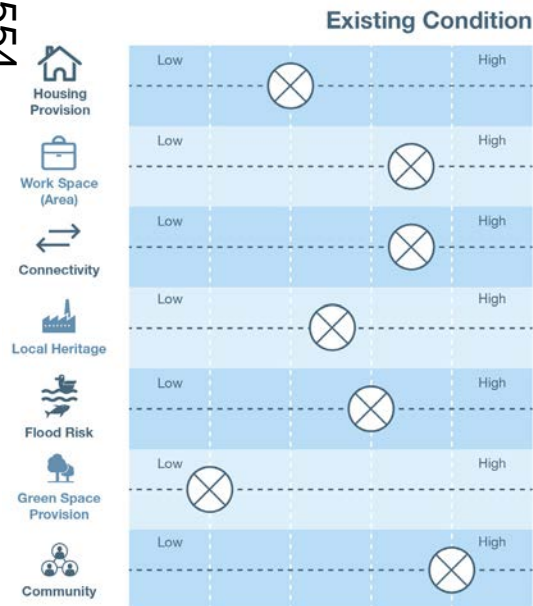 554
Existing Condition
Housing
Provision
Low
High
Work Space
(Area)
Low
High
Connectivity
Low
High
Local Heritage
Low
High
Flood Risk
Low
High
Green Space
Provision
Low
High
Community
Low
High